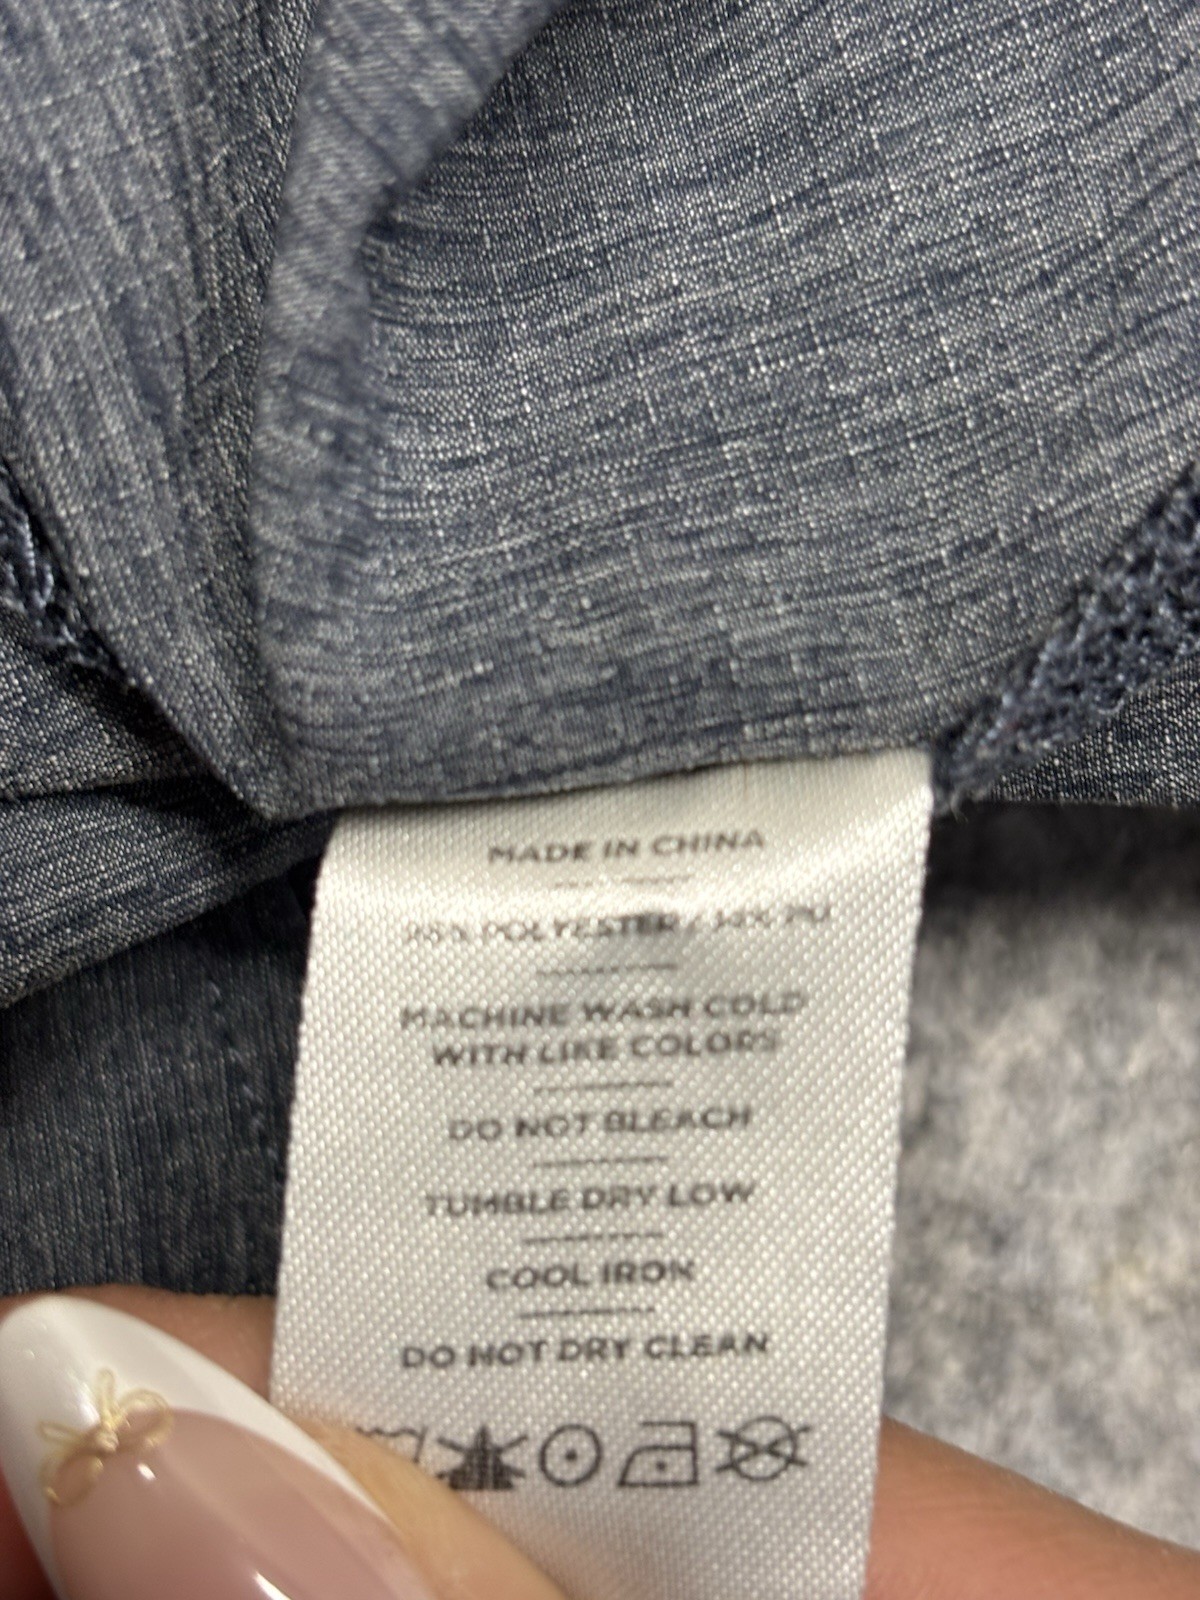 MADE IN CHINA
POLYESTER /
MACHINE WASH COLD
WITH LIKE COLORS
DO NOT BLEACH
TUMBLE DRY LOW
COOL IRON
DO NOT DRY CLEAN